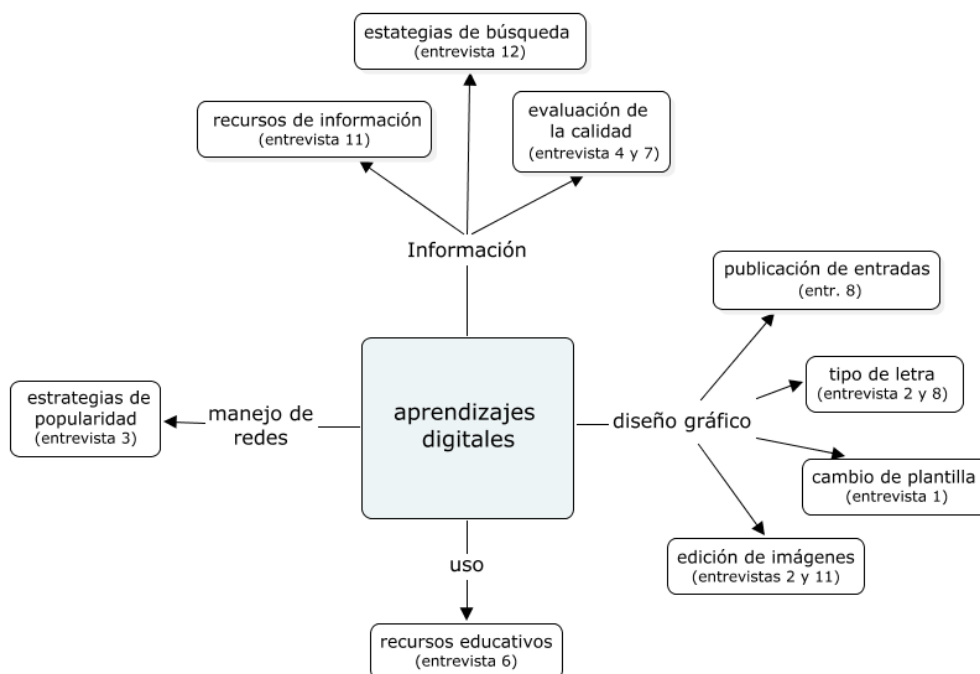 estategias de búsqueda
(entrevista 12)
recursos de información
(entrevista 11)
evaluación de
la calidad
(entrevista 4 y 7)
Información
publicación de entradas
(entr. 8)
tipo de letra
(entrevista 2 y 8)
estrategias de
popularidad
(entrevista 3)
manejo de
redes
aprendizajes
digitales
diseño gráfico
cambio de plantilla
(entrevista 1)
edición de imágenes
(entrevistas 2 y 11)
uso
recursos educativos
(entrevista 6)